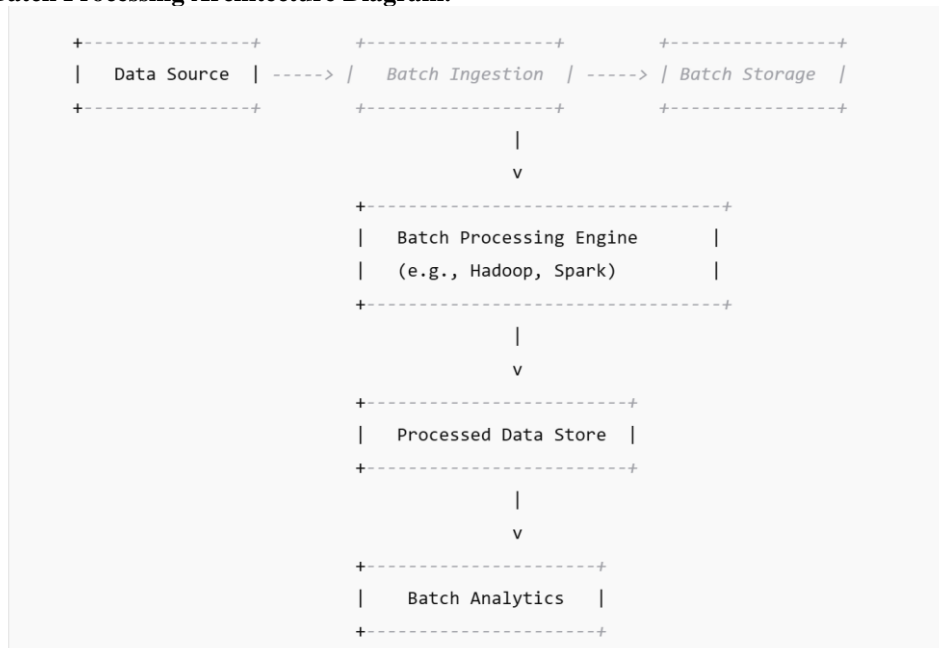 Batch Processing Architecture Diagram:
+----------------+ +-------------------+ +----------------+
| Data Source | -----> | Batch Ingestion | -----> | Batch Storage |
+----------------+ +-------------------+ +----------------+
|
v
+----------------------------------+
| Batch Processing Engine |
| (e.g., Hadoop, Spark) |
+----------------------------------+
|
v
+-------------------------+
| Processed Data Store |
+-------------------------+
|
v
+----------------------+
| Batch Analytics |
+----------------------+